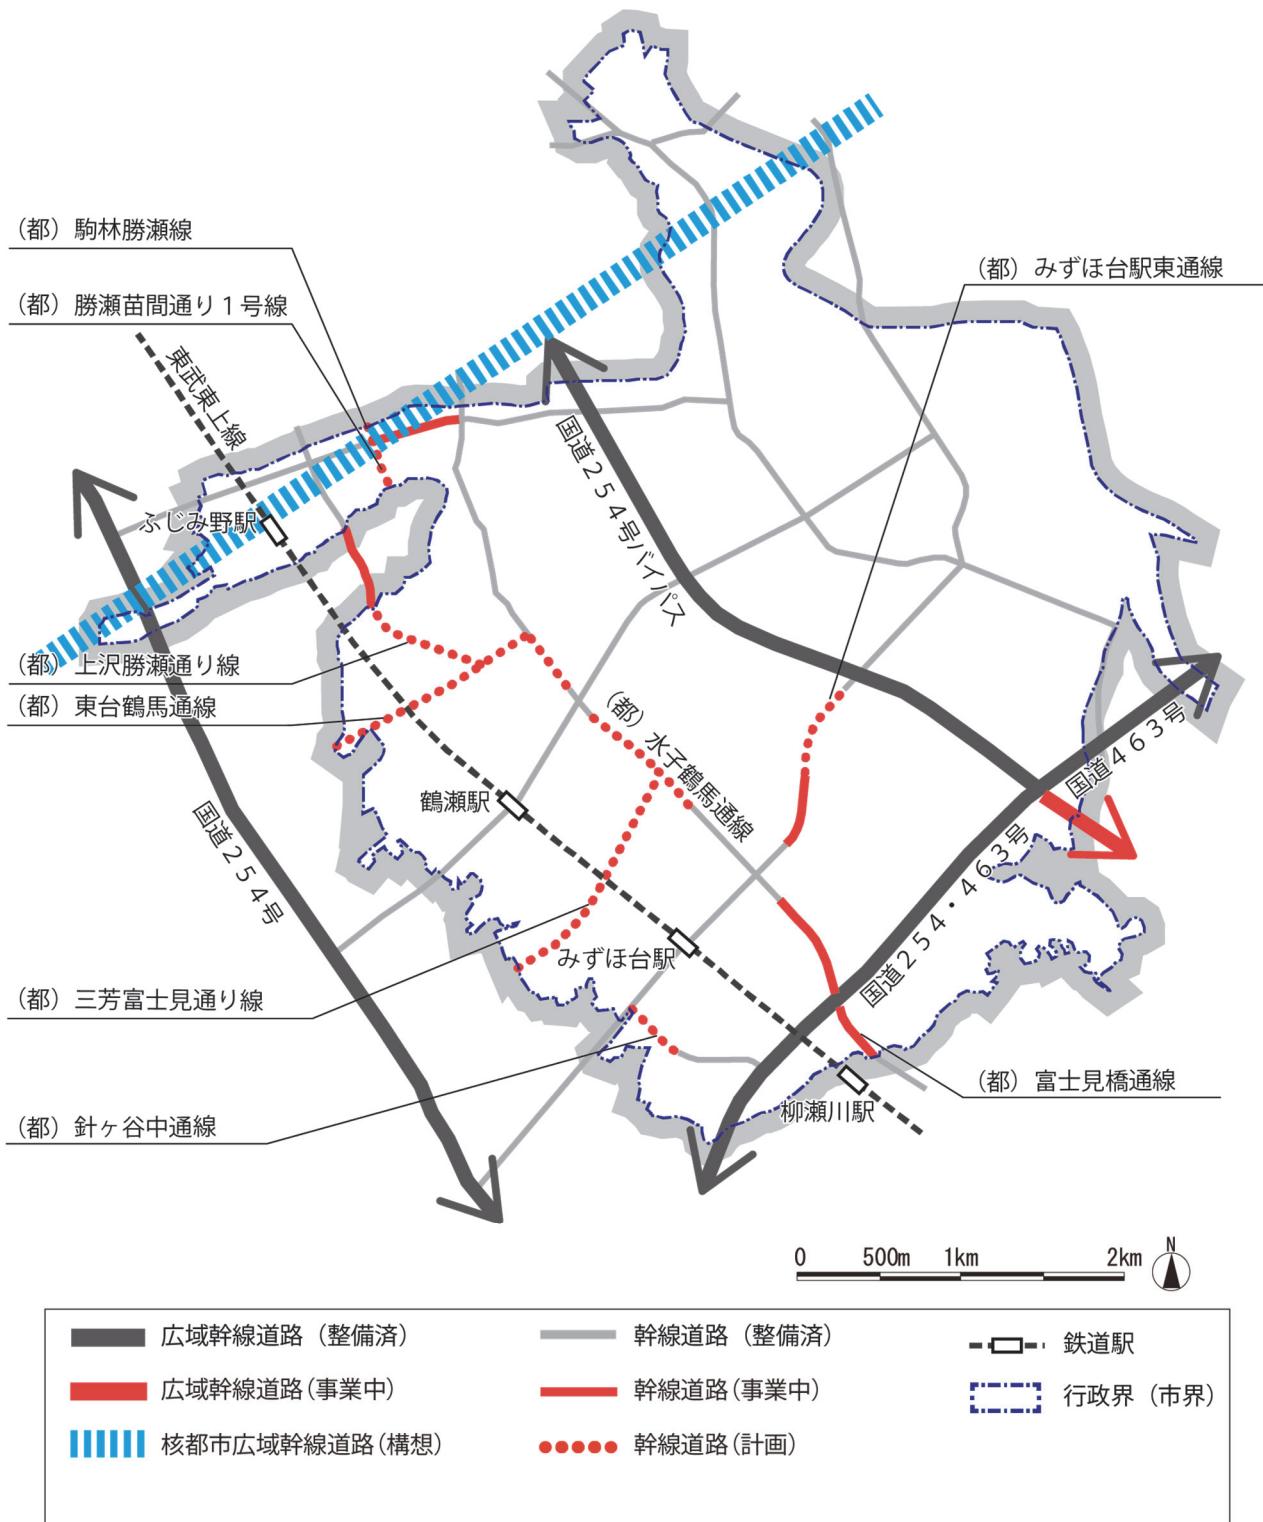 (都) 駒林勝瀬線
(都) 勝瀬苗間通り1号線
(都) みずほ台駅東通線
東武東上線
国道254号バイパス
ふじみ野駅
(都) 上沢勝瀬通り線
(都) 東台鶴馬通線
(都) 水子鶴馬通線
国道463号
鶴瀬駅
国道254号
国道254・463号
みずほ台駅
(都) 三芳富士見通り線
(都) 富士見橋通線
柳瀬川駅
(都) 針ヶ谷中通線
0 500m 1km 2km N
広域幹線道路(整備済) 幹線道路(整備済) 鉄道駅
広域幹線道路(事業中) 幹線道路(事業中) 行政界(市界)
核都市広域幹線道路(構想) 幹線道路(計画)